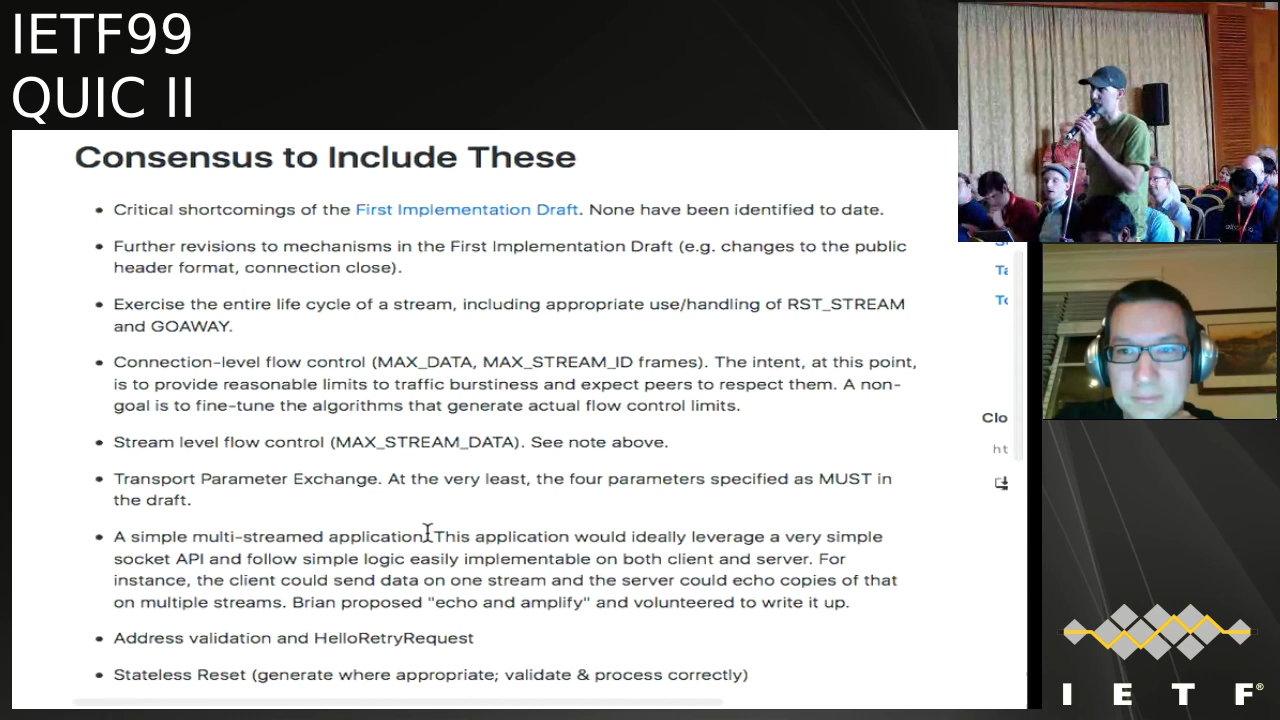 IETF99
QUIC II
Consensus to Include These
• Critical shortcomings of the First Implementation Draft. None have been identified to date.
• Further revisions to mechanisms in the First Implementation Draft (e.g. changes to the public
header format, connection close).
• Exercise the entire life cycle of a stream, including appropriate use/handling of RST_STREAM
and GOAWAY.
• Connection-level flow control (MAX_DATA, MAX_STREAM_ID frames). The intent, at this point,
is to provide reasonable limits to traffic burstiness and expect peers to respect them. A non-
goal is to fine-tune the algorithms that generate actual flow control limits.
• Stream level flow control (MAX_STREAM_DATA). See note above.
• Transport Parameter Exchange. At the very least, the four parameters specified as MUST in
the draft.
• A simple multi-streamed application. This application would ideally leverage a very simple
socket API and follow simple logic easily implementable on both client and server. For
instance, the client could send data on one stream and the server could echo copies of that
on multiple streams. Brian proposed "echo and amplify" and volunteered to write it up.
• Address validation and HelloRetryRequest
• Stateless Reset (generate where appropriate; validate & process correctly)
Ta
To
Clo
ht
I E T F®